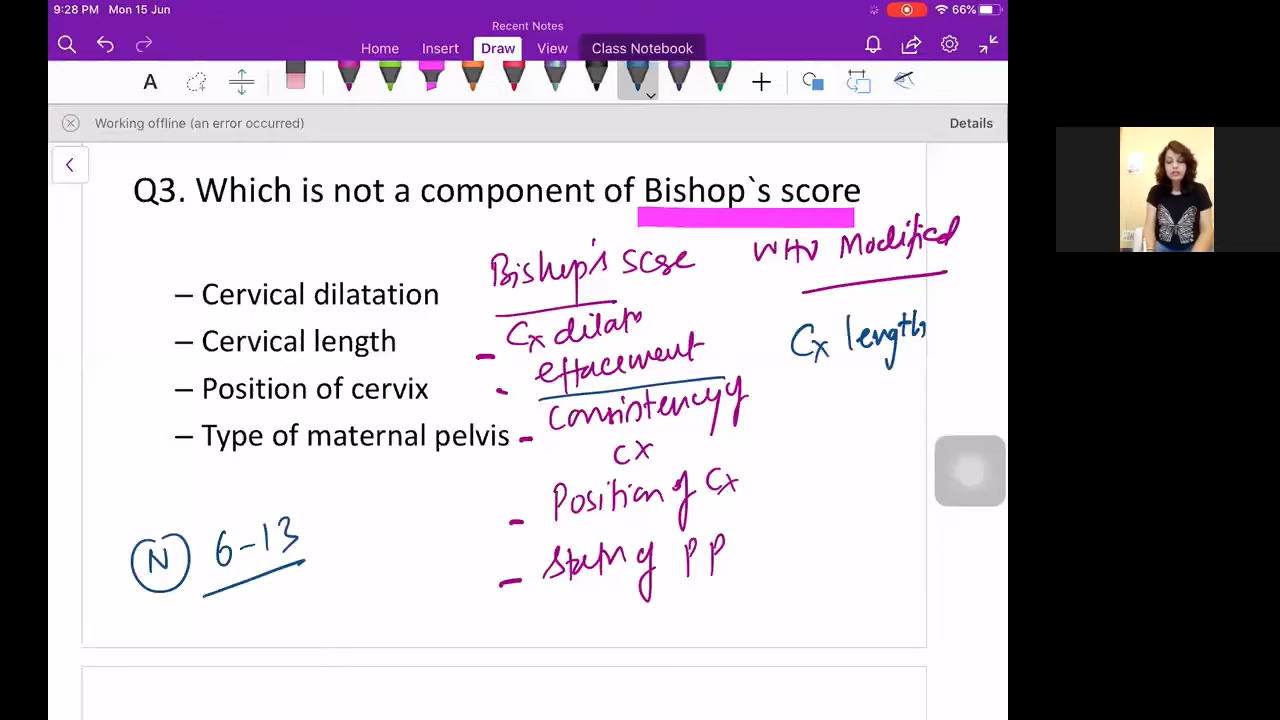 9:28 PM Mon 15 Jun
66%
Recent Notes
Home Insert Draw View Class Notebook
A
Working offline (an error occurred)
Details
Q3. Which is not a component of Bishop`s score
– Cervical dilatation
– Cervical length
– Position of cervix
– Type of maternal pelvis
Bishop's score
- Cx dilat
- effacement
- Consistency of
Cx
- Position of Cx
- Statn of PP
WHO Modified
Cx length
N 6-13